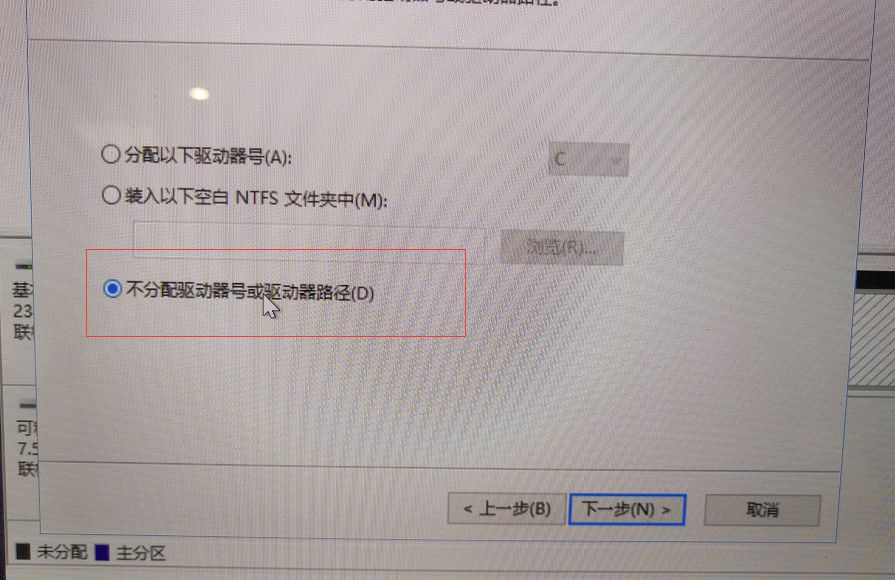 分配以下驱动器号(A):
C
装入以下空白 NTFS 文件夹中(M):
浏览(R)...
不分配驱动器号或驱动器路径(D)
基
23
联
可
7.5
联
< 上一步(B)
下一步(N) >
取消
未分配
主分区